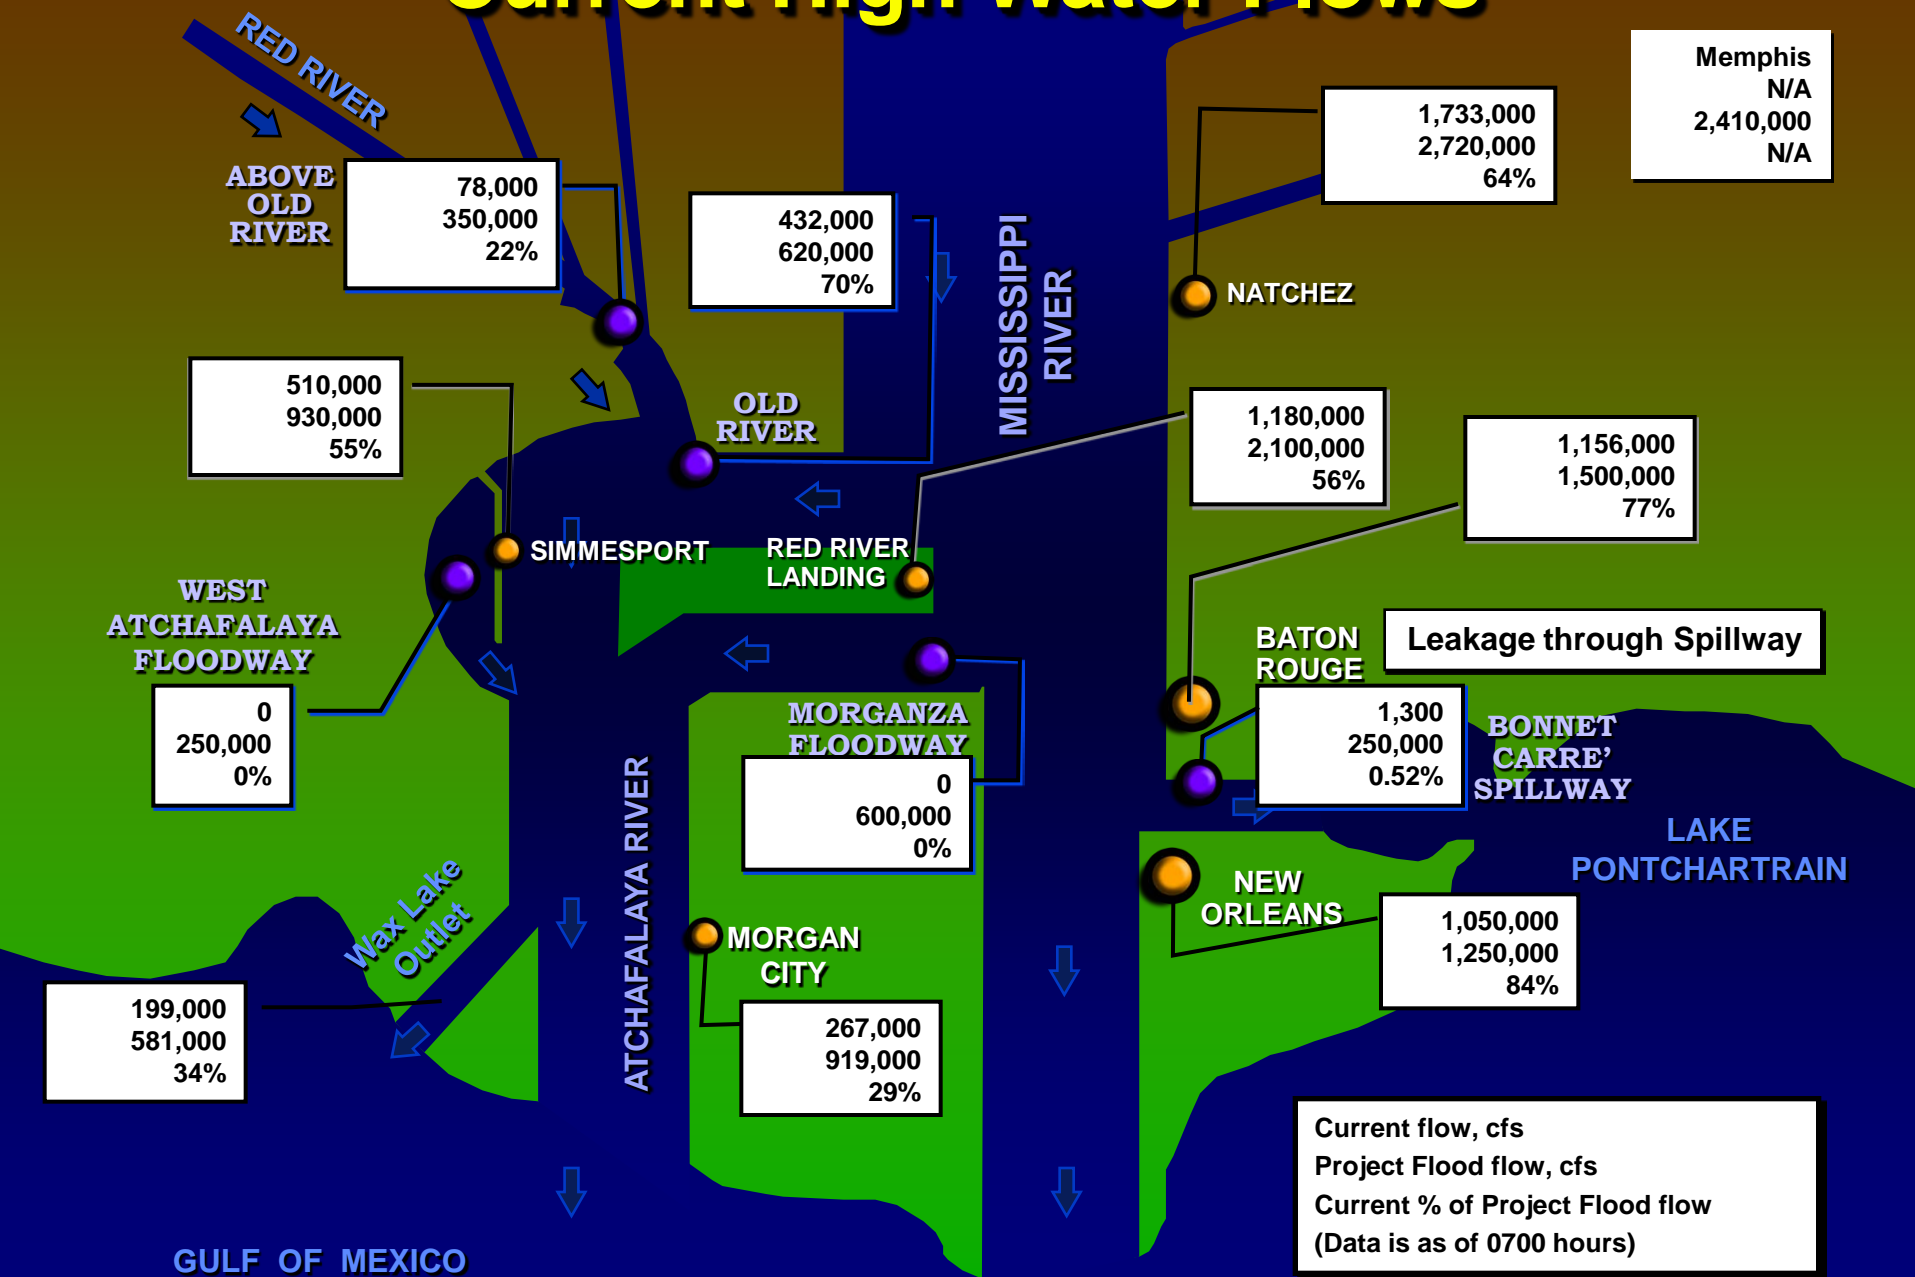 Current High Water Flows
RED RIVER
Memphis
N/A
2,410,000
N/A
1,733,000
2,720,000
64%
ABOVE
OLD
RIVER
78,000
350,000
22%
432,000
620,000
70%
MISSISSIPPI
RIVER
NATCHEZ
510,000
930,000
55%
OLD
RIVER
1,180,000
2,100,000
56%
1,156,000
1,500,000
77%
SIMMESPORT
RED RIVER
LANDING
WEST
ATCHAFALAYA
FLOODWAY
0
250,000
0%
BATON
ROUGE
Leakage through Spillway
1,300
250,000
0.52%
BONNET
CARRE’
SPILLWAY
MORGANZA
FLOODWAY
0
600,000
0%
ATCHAFALAYA RIVER
LAKE
PONTCHARTRAIN
Wax Lake
Outlet
NEW
ORLEANS
1,050,000
1,250,000
84%
MORGAN
CITY
267,000
919,000
29%
199,000
581,000
34%
Current flow, cfs
Project Flood flow, cfs
Current % of Project Flood flow
(Data is as of 0700 hours)
GULF OF MEXICO